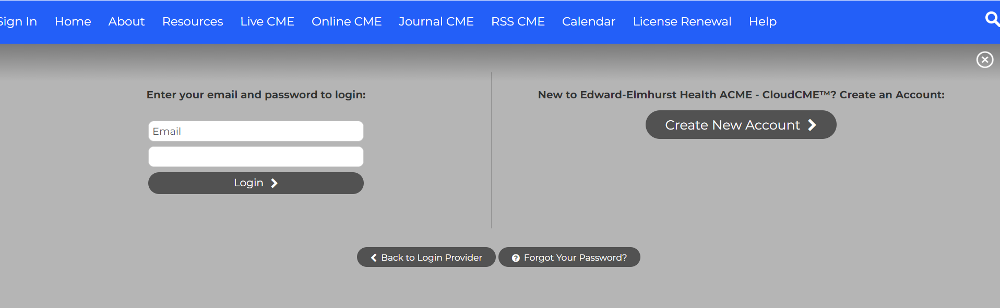 Sign In Home About Resources Live CME Online CME Journal CME RSS CME Calendar License Renewal Help
Enter your email and password to login:
Email
Login
New to Edward-Elmhurst Health ACME - CloudCME™? Create an Account:
Create New Account
Back to Login Provider
Forgot Your Password?